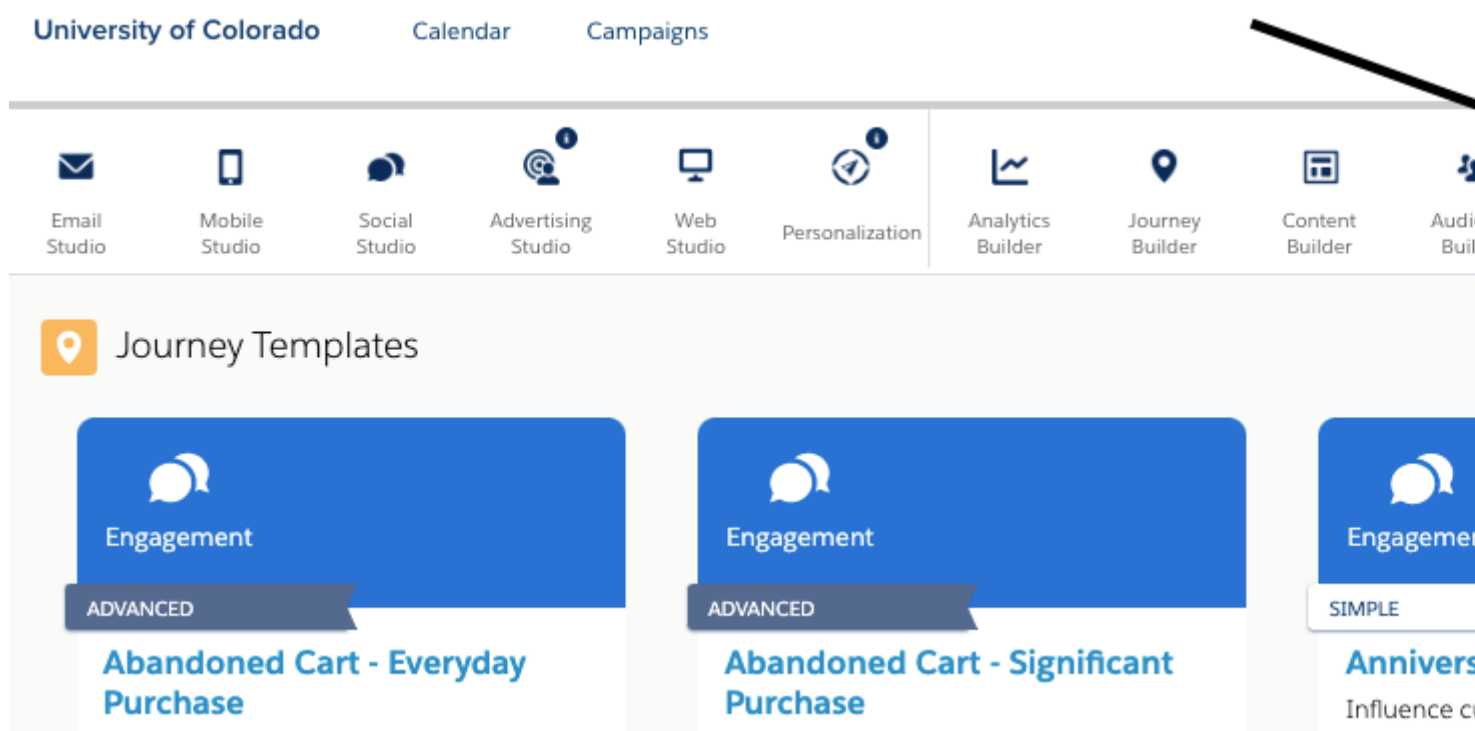 University of Colorado Calendar Campaigns
Email Studio
Mobile Studio
Social Studio
Advertising Studio
Web Studio
Personalization
Analytics Builder
Journey Builder
Content Builder
Journey Templates
Engagement
ADVANCED
Abandoned Cart - Everyday
Purchase
Engagement
ADVANCED
Abandoned Cart - Significant
Purchase
SIMPLE
Influence